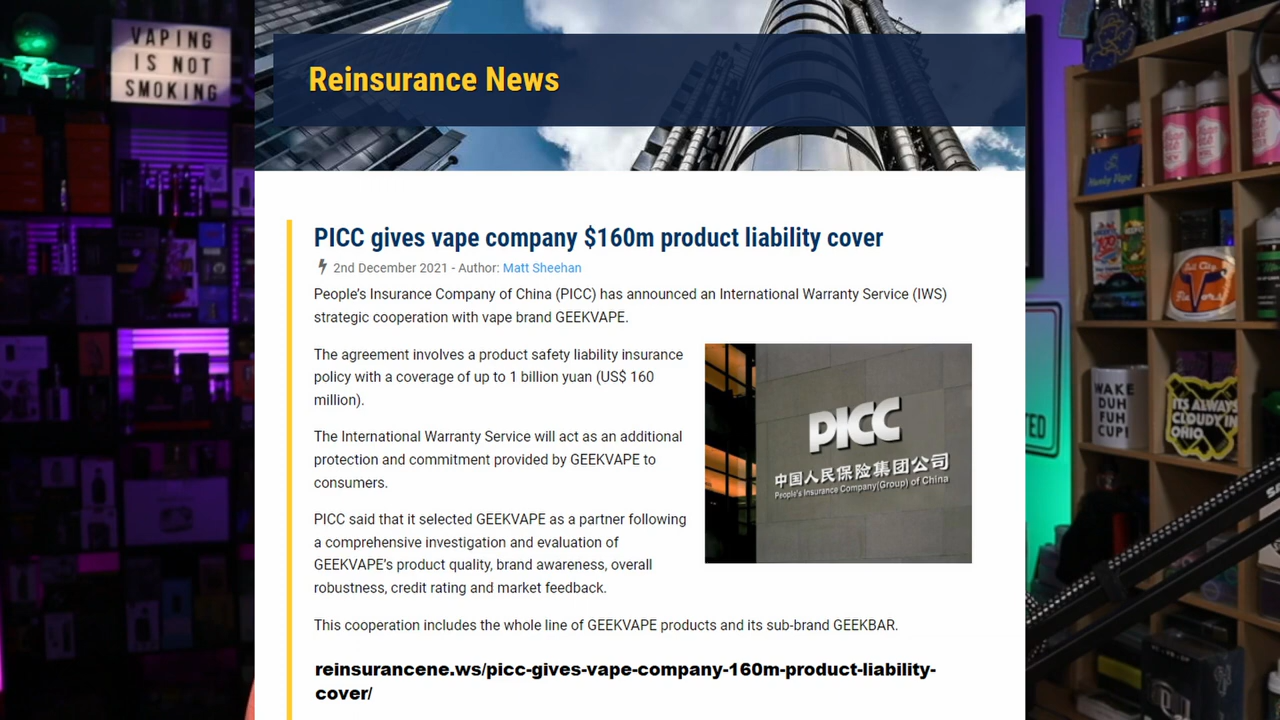 VAPING
IS NOT
SMOKING
Reinsurance News
PICC gives vape company $160m product liability cover
2nd December 2021 - Author: Matt Sheehan
People's Insurance Company of China (PICC) has announced an International Warranty Service (IWS)
strategic cooperation with vape brand GEEKVAPE.
The agreement involves a product safety liability insurance
policy with a coverage of up to 1 billion yuan (US$ 160
million).
The International Warranty Service will act as an additional
protection and commitment provided by GEEKVAPE to
consumers.
PICC said that it selected GEEKVAPE as a partner following
a comprehensive investigation and evaluation of
GEEKVAPE's product quality, brand awareness, overall
robustness, credit rating and market feedback.
This cooperation includes the whole line of GEEKVAPE products and its sub-brand GEEKBAR.
PICC
中国人民保险集团公司
People's Insurance Company(Group) of China
reinsurancene.ws/picc-gives-vape-company-160m-product-liability-
cover/
WAKE
DUH
FUH
CUP!
ITS ALWAYS
CLOUDY IN
OHIO